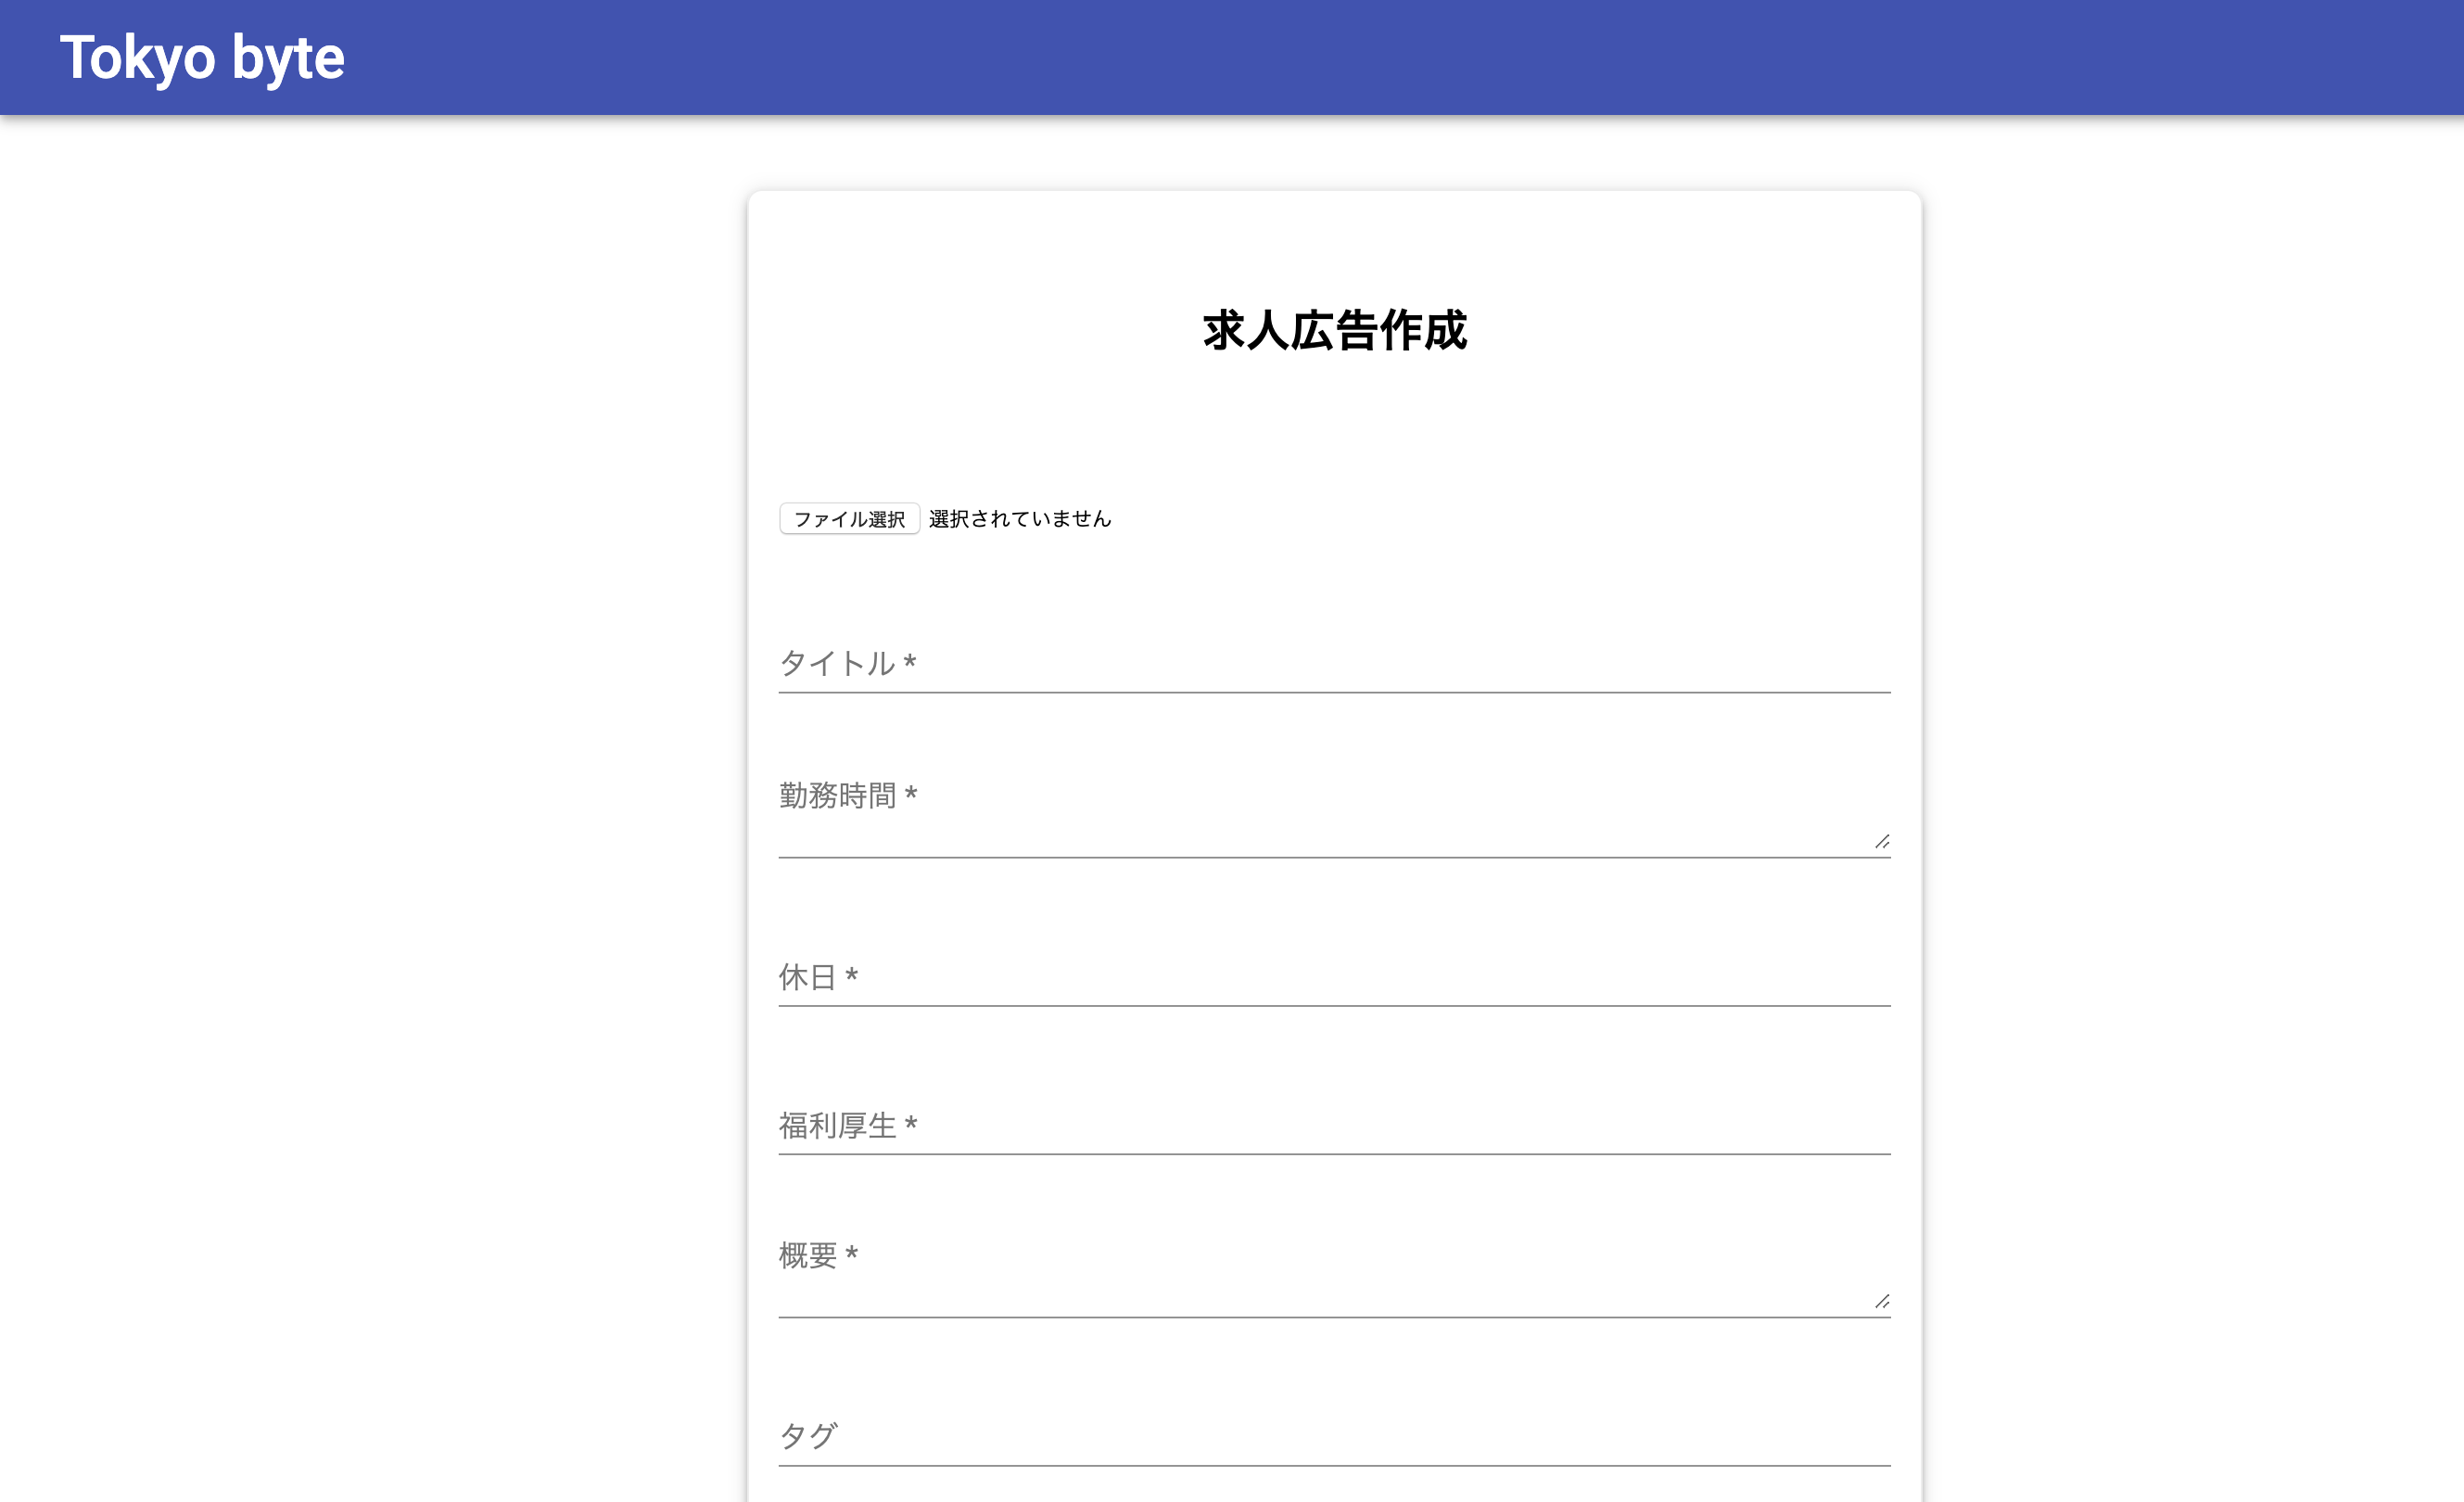 Tokyo byte
求人広告作成
ファイル選択 選択されていません
タイトル *
勤務時間 *
休日 *
福利厚生 *
概要 *
タグ